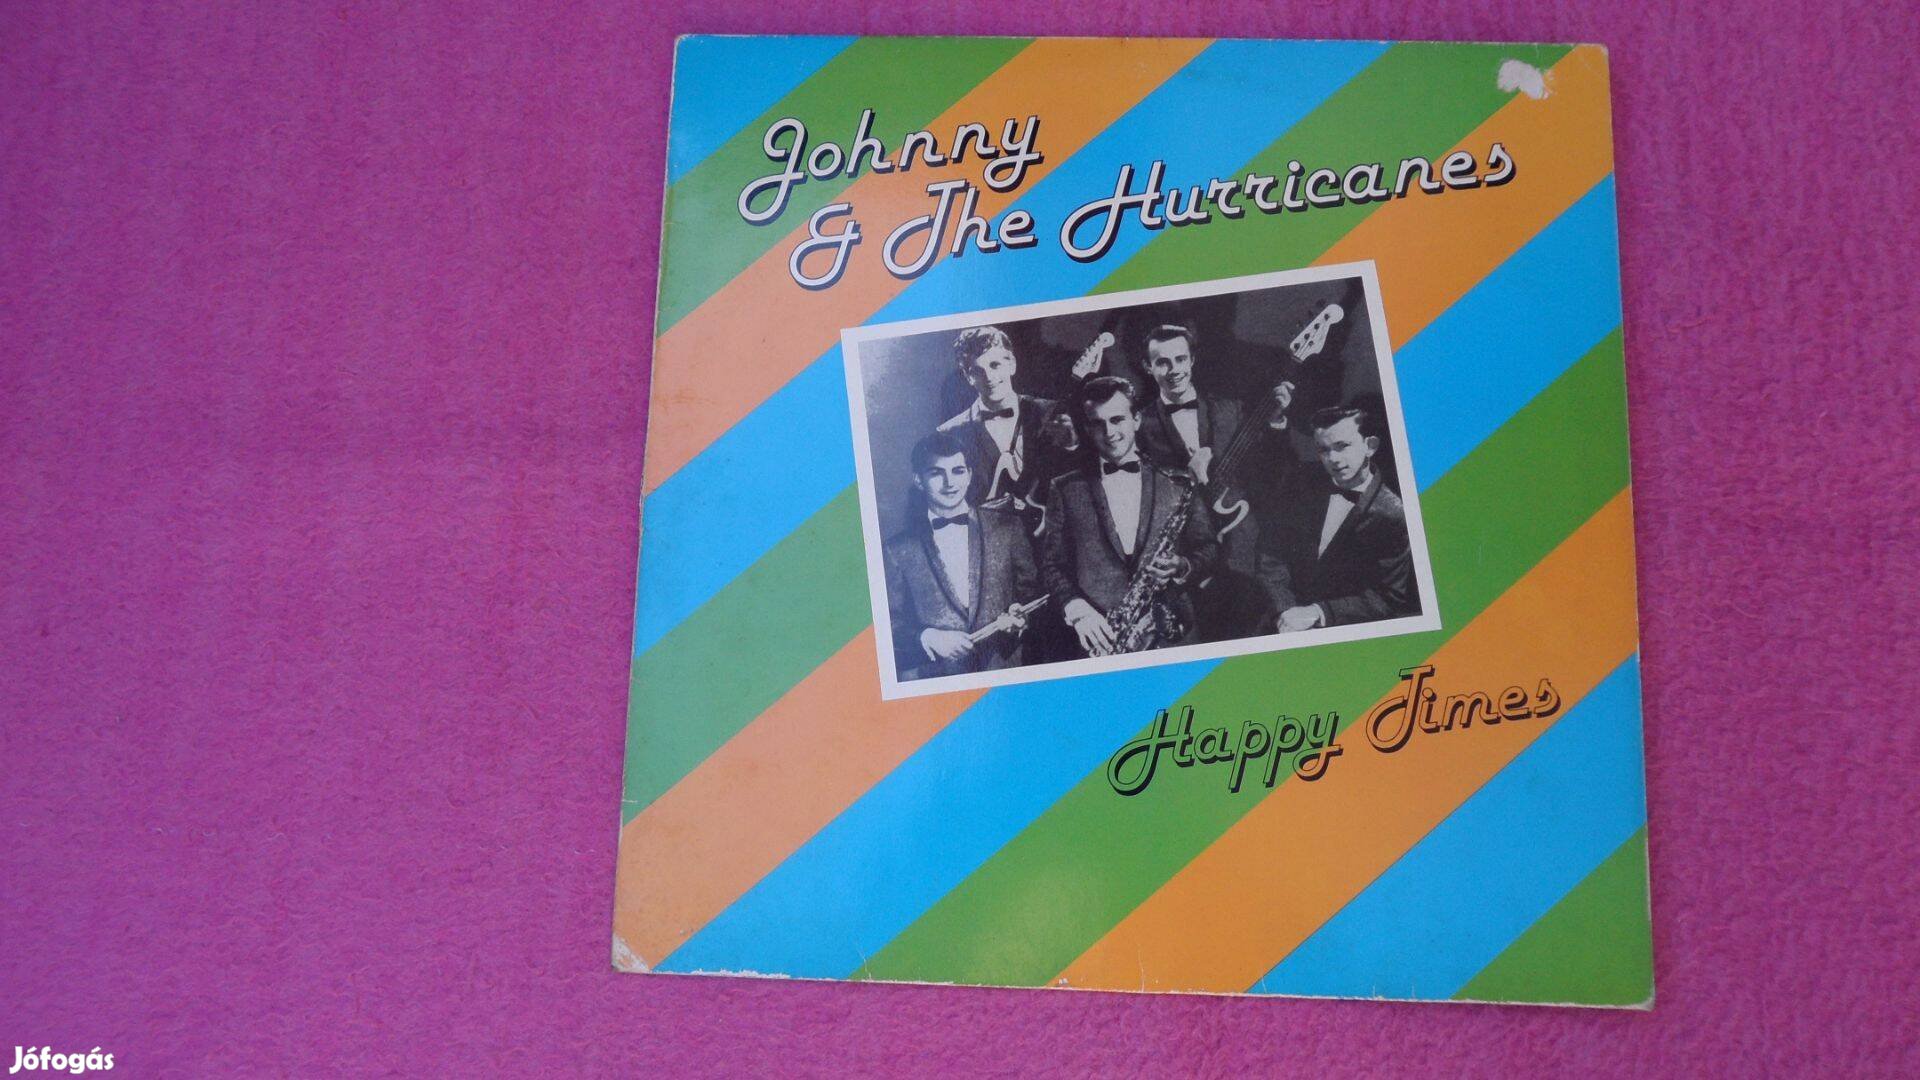 Johnny
& The Hurricanes
Happy Times
Jófogás